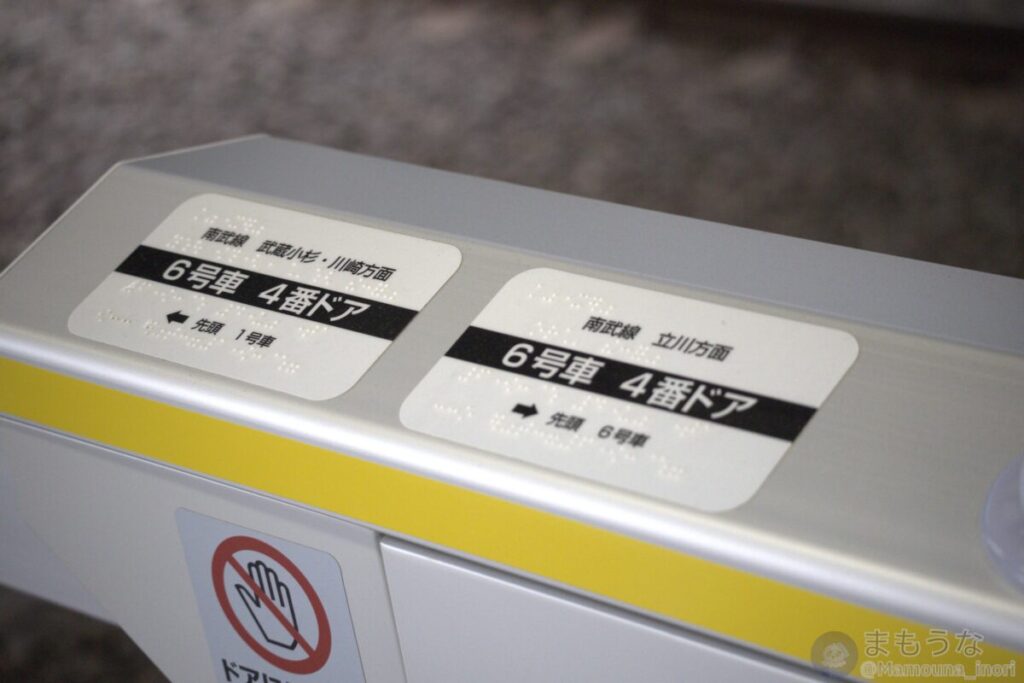 南武線 武蔵小杉・川崎方面
6号車 4番ドア
← 先頭 1号車
南武線 立川方面
6号車 4番ドア
→ 先頭 6号車
ドア
まもうな
@Mamouna_inori